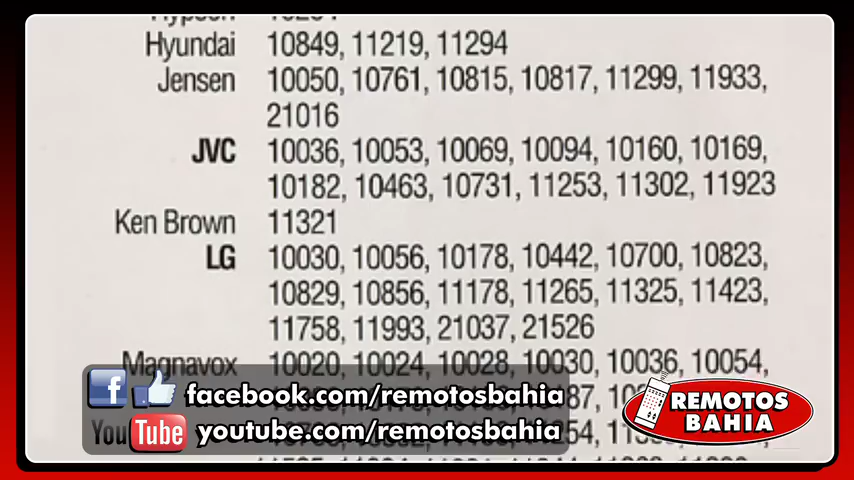 Hyundai 10849, 11219, 11294
Jensen 10050, 10761, 10815, 10817, 11299, 11933,
21016
JVC 10036, 10053, 10069, 10094, 10160, 10169,
10182, 10463, 10731, 11253, 11302, 11923
Ken Brown 11321
LG 10030, 10056, 10178, 10442, 10700, 10823,
10829, 10856, 11178, 11265, 11325, 11423,
11758, 11993, 21037, 21526
Magnavox 10020, 10024, 10028, 10030, 10036, 10054,
facebook.com/remotosbahia
YouTube youtube.com/remotosbahia
REMOTOS
BAHIA